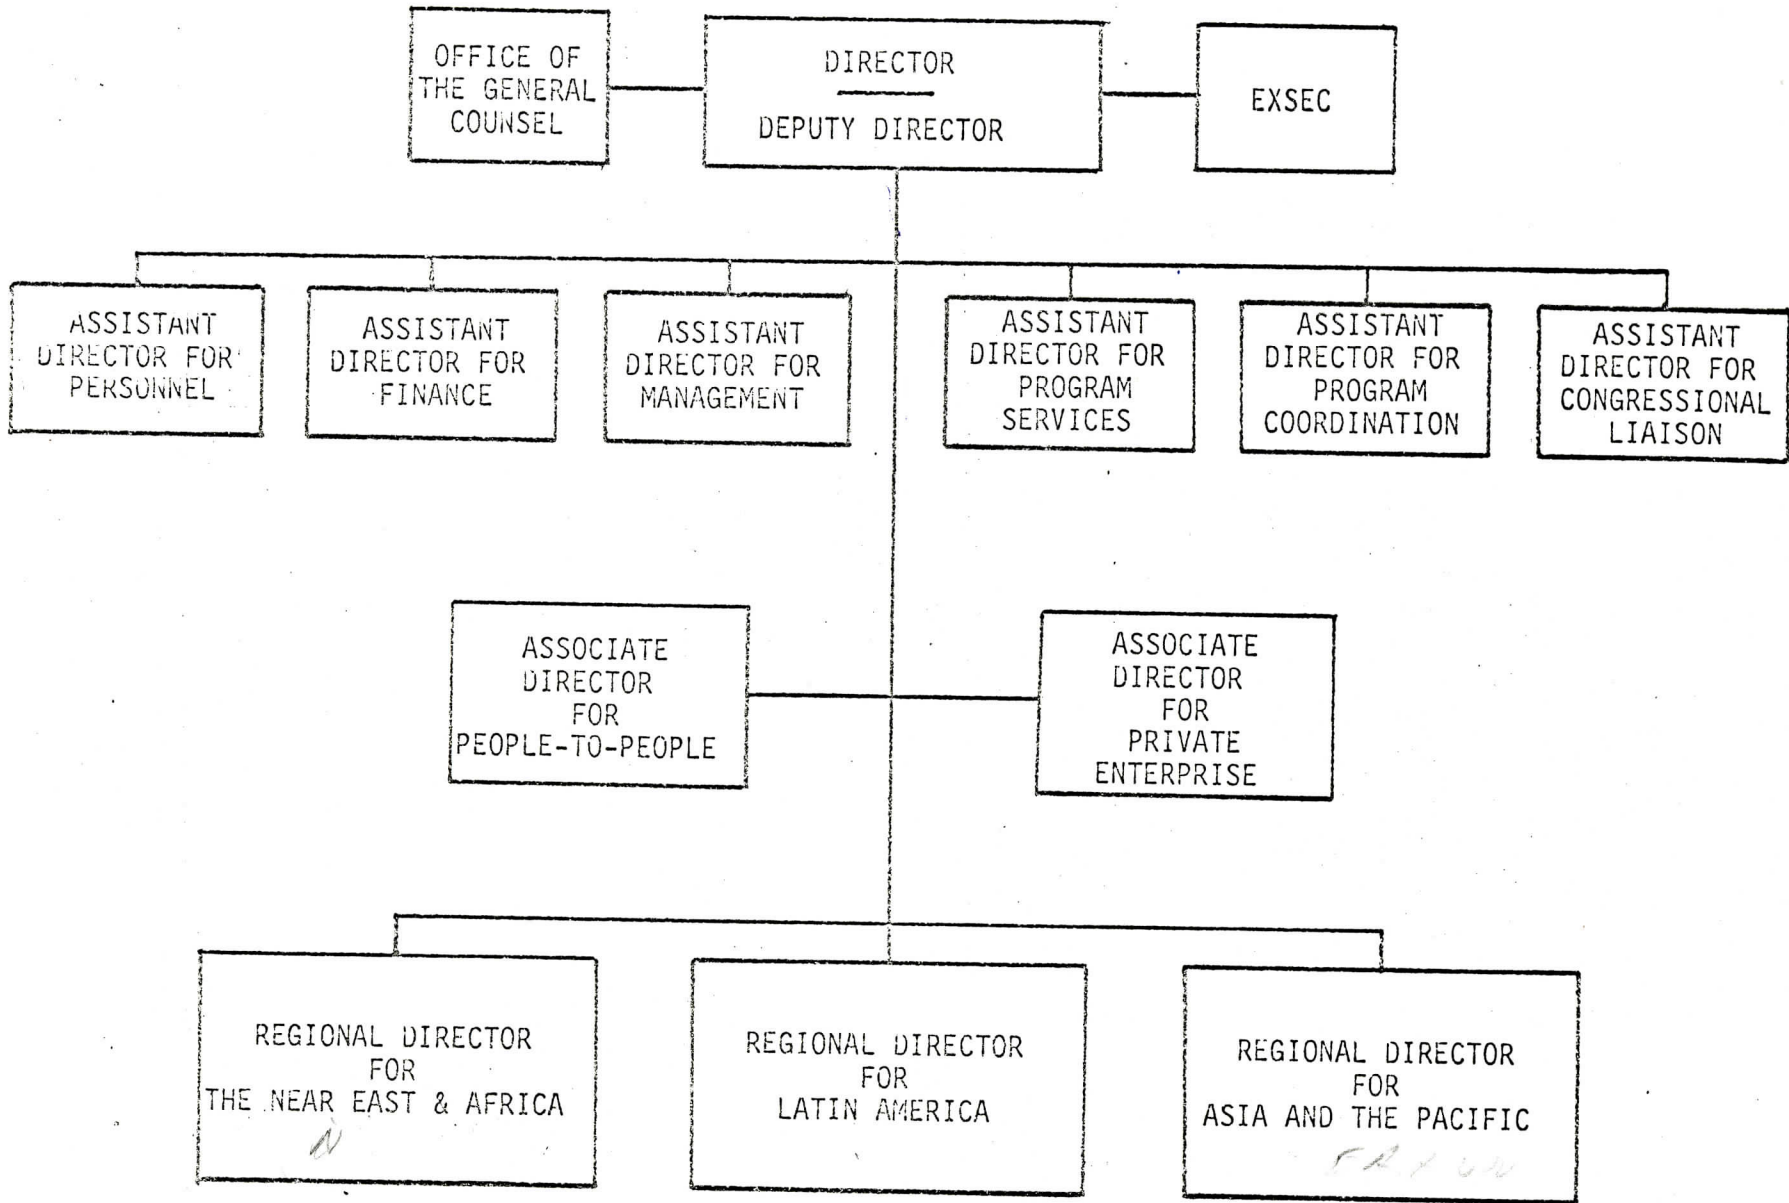 OFFICE OF
THE GENERAL
COUNSEL
DIRECTOR
DEPUTY DIRECTOR
EXSEC
ASSISTANT
DIRECTOR FOR
PERSONNEL
ASSISTANT
DIRECTOR FOR
FINANCE
ASSISTANT
DIRECTOR FOR
MANAGEMENT
ASSISTANT
DIRECTOR FOR
PROGRAM
SERVICES
ASSISTANT
DIRECTOR FOR
PROGRAM
COORDINATION
ASSISTANT
DIRECTOR FOR
CONGRESSIONAL
LIAISON
ASSOCIATE
DIRECTOR
FOR
PEOPLE-TO-PEOPLE
ASSOCIATE
DIRECTOR
FOR
PRIVATE
ENTERPRISE
REGIONAL DIRECTOR
FOR
THE NEAR EAST & AFRICA
N
REGIONAL DIRECTOR
FOR
LATIN AMERICA
REGIONAL DIRECTOR
FOR
ASIA AND THE PACIFIC